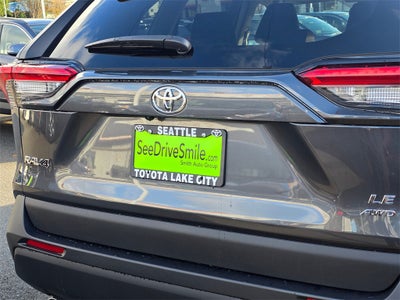 SEATTLE
SeeDriveSmile.com
Smith Auto Group
TOYOTA LAKE CITY
RAV4
LE
AWD